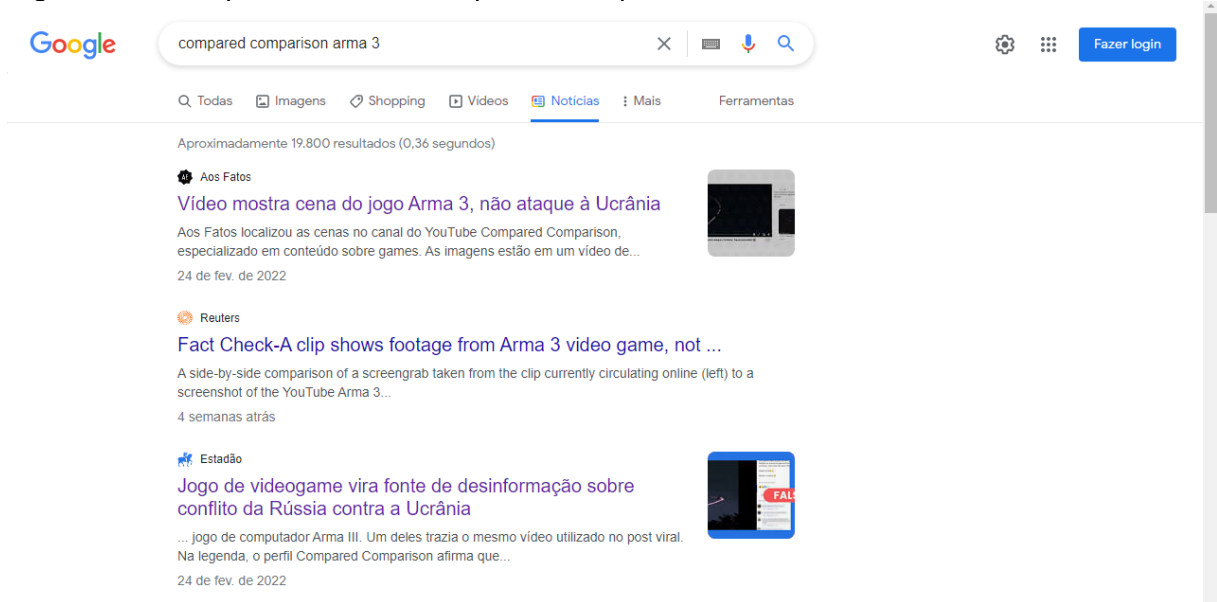 Google
compared comparison arma 3
Fazer login
Todas Imagens Shopping Vídeos Notícias Mais Ferramentas
Aproximadamente 19.800 resultados (0,36 segundos)
Aos Fatos
Vídeo mostra cena do jogo Arma 3, não ataque à Ucrânia
Aos Fatos localizou as cenas no canal do YouTube Compared Comparison,
especializado em conteúdo sobre games. As imagens estão em um vídeo de...
24 de fev. de 2022
Reuters
Fact Check-A clip shows footage from Arma 3 video game, not ...
A side-by-side comparison of a screengrab taken from the clip currently circulating online (left) to a
screenshot of the YouTube Arma 3...
4 semanas atrás
Estadão
Jogo de videogame vira fonte de desinformação sobre
conflito da Rússia contra a Ucrânia
FALS
... jogo de computador Arma III. Um deles trazia o mesmo vídeo utilizado no post viral.
Na legenda, o perfil Compared Comparison afirma que...
24 de fev. de 2022